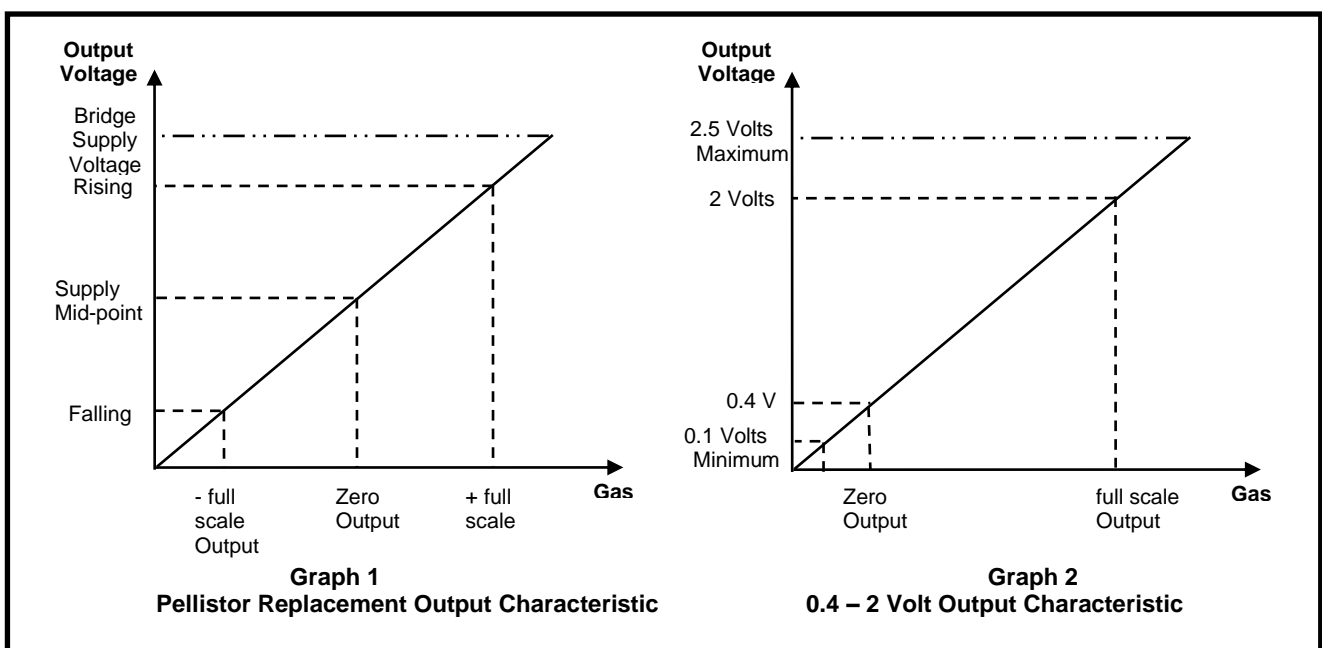 Output
Voltage
Bridge
Supply
Voltage
Rising
Supply
Mid-point
Falling
- full
scale
Output
Zero
Output
+ full
scale
Gas
Graph 1
Pellistor Replacement Output Characteristic
Output
Voltage
2.5 Volts
Maximum
2 Volts
0.4 V
0.1 Volts
Minimum
Zero
Output
full scale
Output
Gas
Graph 2
0.4 – 2 Volt Output Characteristic